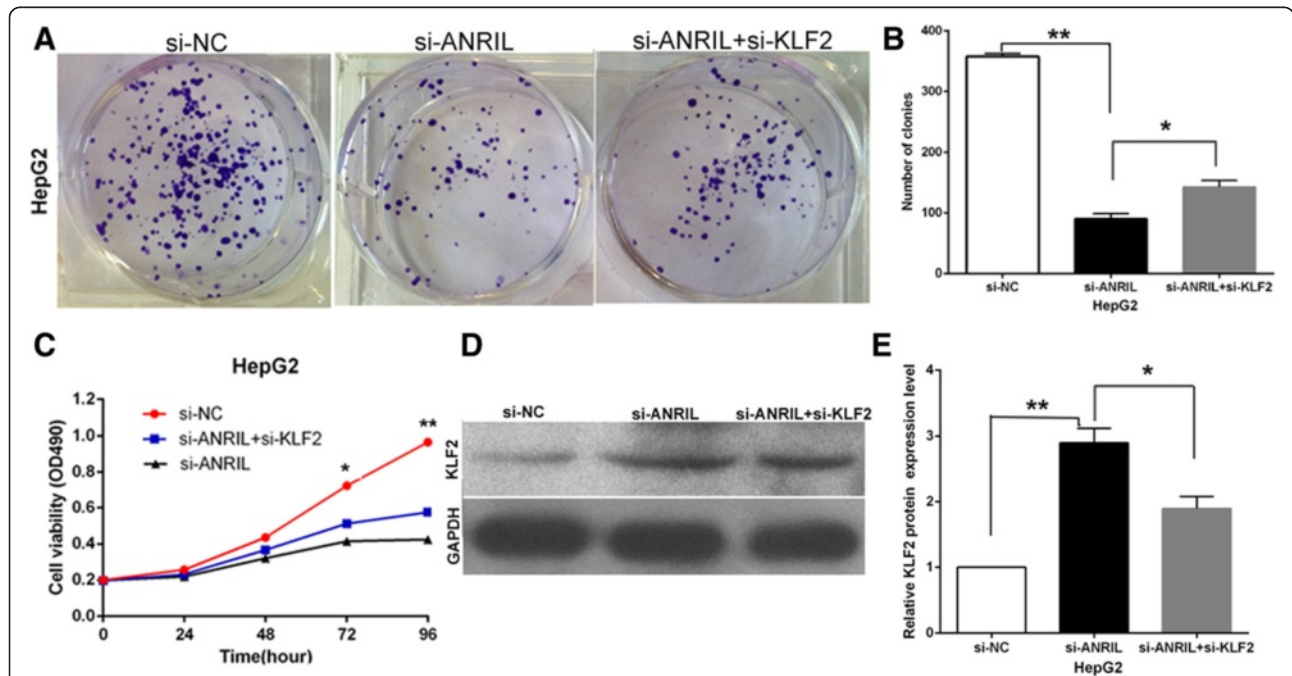 A
si-NC
si-ANRIL
si-ANRIL+si-KLF2
HepG2
B
400
300
200
100
0
Number of clonies
**
*
si-NC
si-ANRIL
si-ANRIL+si-KLF2
HepG2
C
HepG2
1.2
1.0
0.8
0.6
0.4
0.2
0.0
Cell viability (OD490)
si-NC
si-ANRIL+si-KLF2
si-ANRIL
*
**
0
24
48
72
96
Time(hour)
D
si-NC
si-ANRIL
si-ANRIL+si-KLF2
KLF2
GAPDH
E
4
3
2
1
0
Relative KLF2 protein expression level
**
*
si-NC
si-ANRIL
si-ANRIL+si-KLF2
HepG2